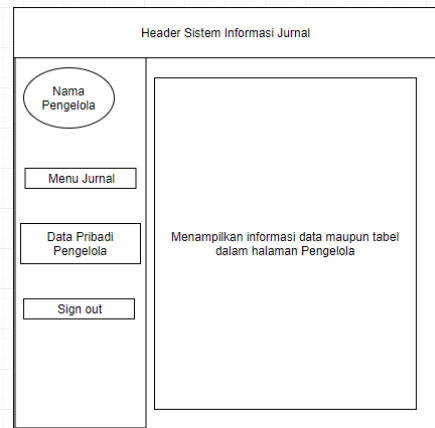 Header Sistem Informasi Jurnal
Nama
Pengelola
Menu Jurnal
Data Pribadi
Pengelola
Sign out
Menampilkan informasi data maupun tabel
dalam halaman Pengelola